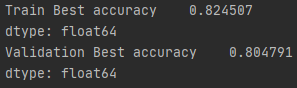 Train Best accuracy    0.824507
dtype: float64
Validation Best accuracy    0.804791
dtype: float64